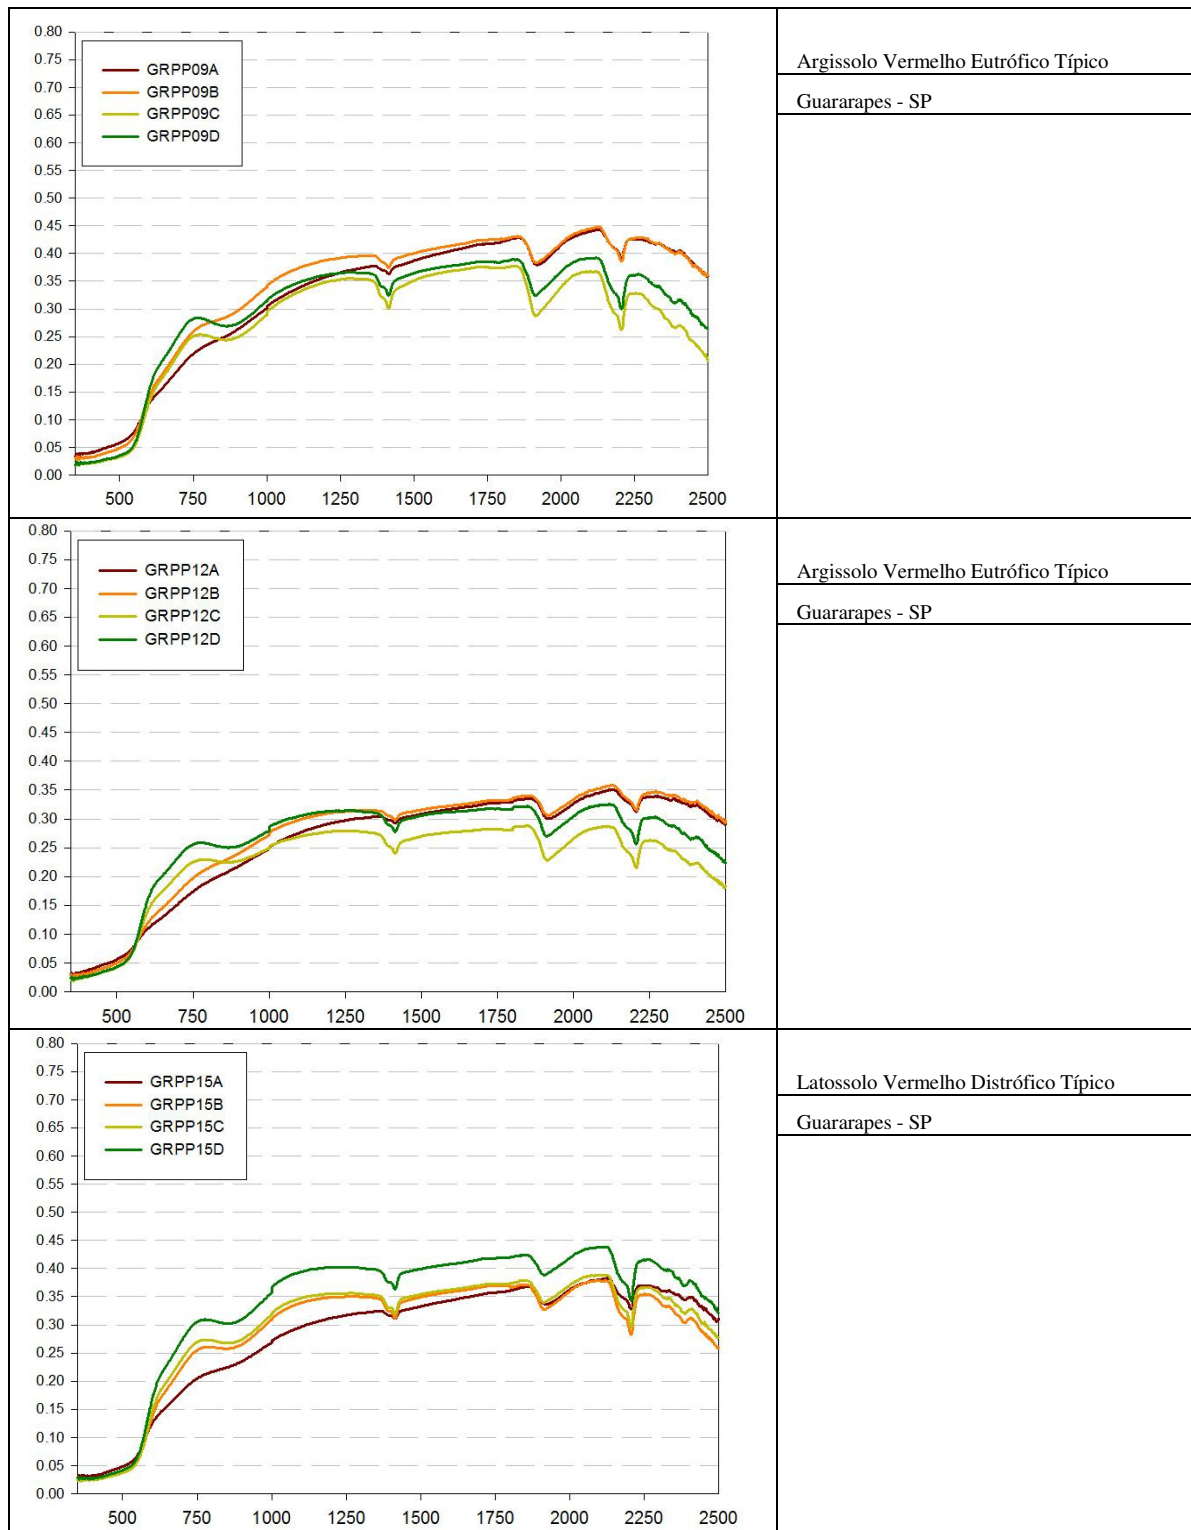 0.80
0.75
0.70
0.65
0.60
0.55
0.50
0.45
0.40
0.35
0.30
0.25
0.20
0.15
0.10
0.05
0.00
GRPP09A
GRPP09B
GRPP09C
GRPP09D
500 750 1000 1250 1500 1750 2000 2250 2500
Argissolo Vermelho Eutrófico Típico
Guararapes - SP
0.80
0.75
0.70
0.65
0.60
0.55
0.50
0.45
0.40
0.35
0.30
0.25
0.20
0.15
0.10
0.05
0.00
GRPP12A
GRPP12B
GRPP12C
GRPP12D
500 750 1000 1250 1500 1750 2000 2250 2500
Argissolo Vermelho Eutrófico Típico
Guararapes - SP
0.80
0.75
0.70
0.65
0.60
0.55
0.50
0.45
0.40
0.35
0.30
0.25
0.20
0.15
0.10
0.05
0.00
GRPP15A
GRPP15B
GRPP15C
GRPP15D
500 750 1000 1250 1500 1750 2000 2250 2500
Latossolo Vermelho Distrófico Típico
Guararapes - SP